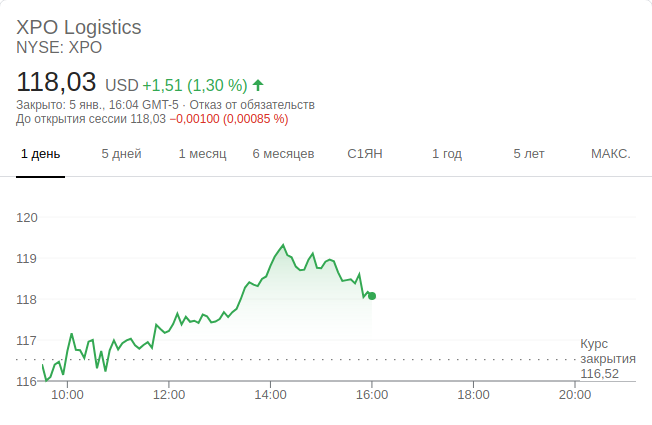 XPO Logistics
NYSE: XPO
118,03 USD +1,51 (1,30 %)
Закрыто: 5 янв., 16:04 GMT-5 · Отказ от обязательств
До открытия сессии 118,03 −0,00100 (0,00085 %)
1 день 5 дней 1 месяц 6 месяцев С1ЯН 1 год 5 лет МАКС.
120
119
118
117
116
Курс
закрытия
116,52
10:00 12:00 14:00 16:00 18:00 20:00